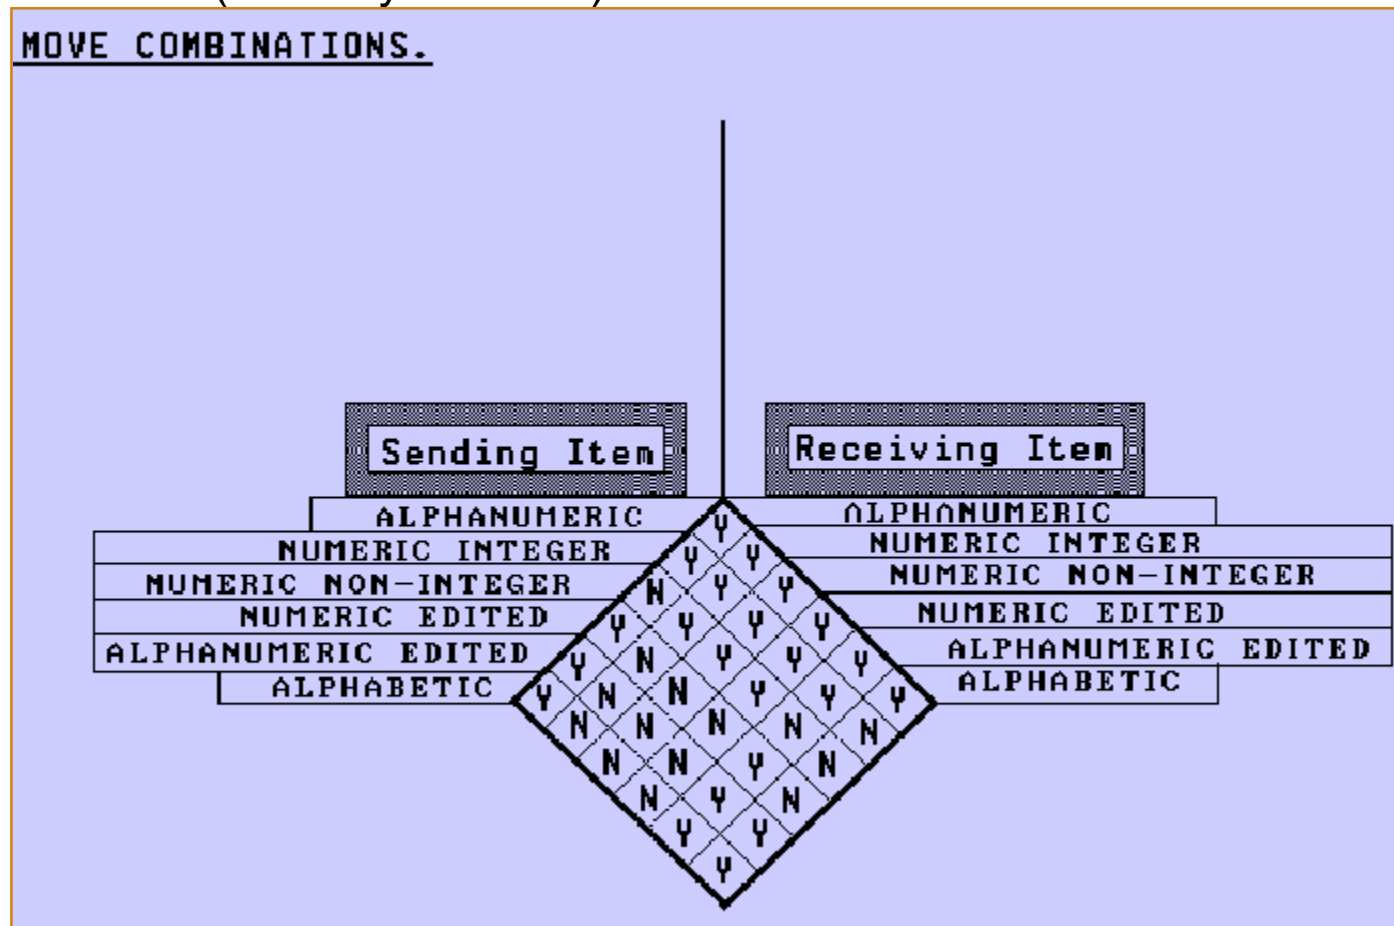 MOVE COMBINATIONS.
Sending Item
Receiving Item
ALPHANUMERIC
NUMERIC INTEGER
NUMERIC NON-INTEGER
NUMERIC EDITED
ALPHANUMERIC EDITED
ALPHABETIC
ALPHANUMERIC
NUMERIC INTEGER
NUMERIC NON-INTEGER
NUMERIC EDITED
ALPHANUMERIC EDITED
ALPHABETIC
Y
Y Y
N Y Y
Y Y Y Y
Y N Y Y Y
Y N N Y Y Y
N N N N N
N N Y N
N Y N
Y Y
Y